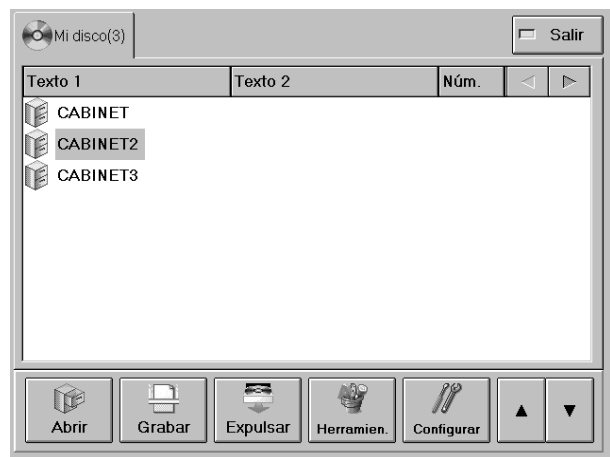 Mi disco(3)
Salir
Texto 1 Texto 2 Núm.
CABINET
CABINET2
CABINET3
Abrir Grabar Expulsar Herramien. Configurar